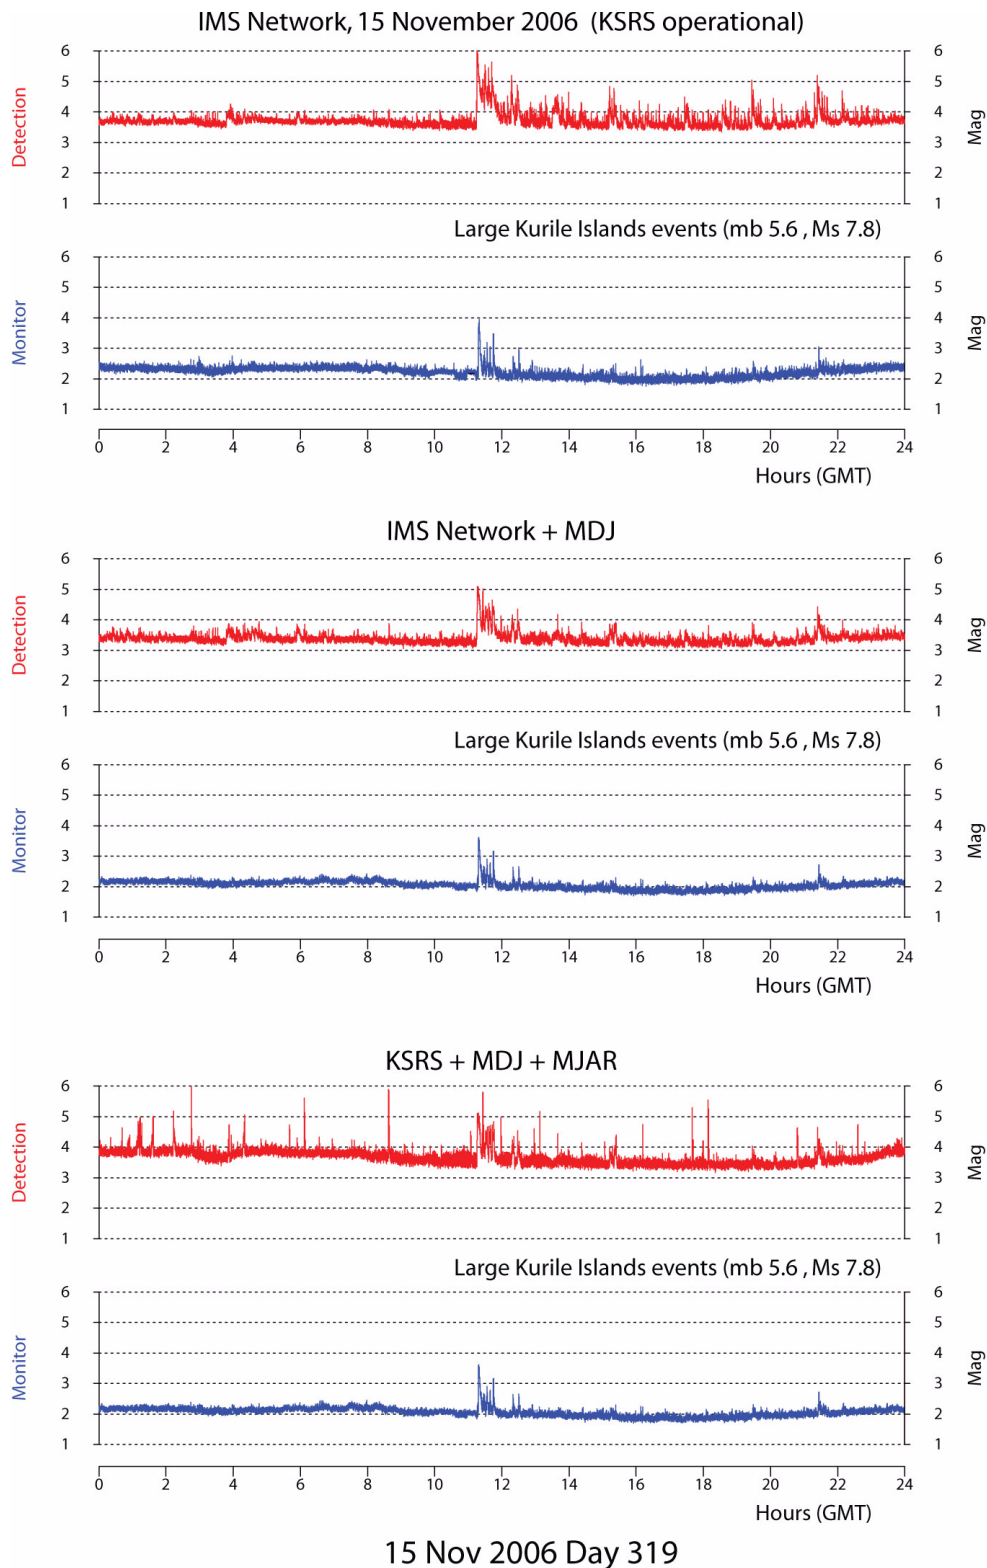 IMS Network, 15 November 2006 (KSRS operational)
6 6
5 5
Detection 4 4 Mag
3 3
2 2
1 1
Large Kurile Islands events (mb 5.6 , Ms 7.8)
6 6
5 5
Monitor 4 4 Mag
3 3
2 2
1 1
0 2 4 6 8 10 12 14 16 18 20 22 24
Hours (GMT)
IMS Network + MDJ
6 6
5 5
Detection 4 4 Mag
3 3
2 2
1 1
Large Kurile Islands events (mb 5.6 , Ms 7.8)
6 6
5 5
Monitor 4 4 Mag
3 3
2 2
1 1
0 2 4 6 8 10 12 14 16 18 20 22 24
Hours (GMT)
KSRS + MDJ + MJAR
6 6
5 5
Detection 4 4 Mag
3 3
2 2
1 1
Large Kurile Islands events (mb 5.6 , Ms 7.8)
6 6
5 5
Monitor 4 4 Mag
3 3
2 2
1 1
0 2 4 6 8 10 12 14 16 18 20 22 24
Hours (GMT)
15 Nov 2006 Day 319